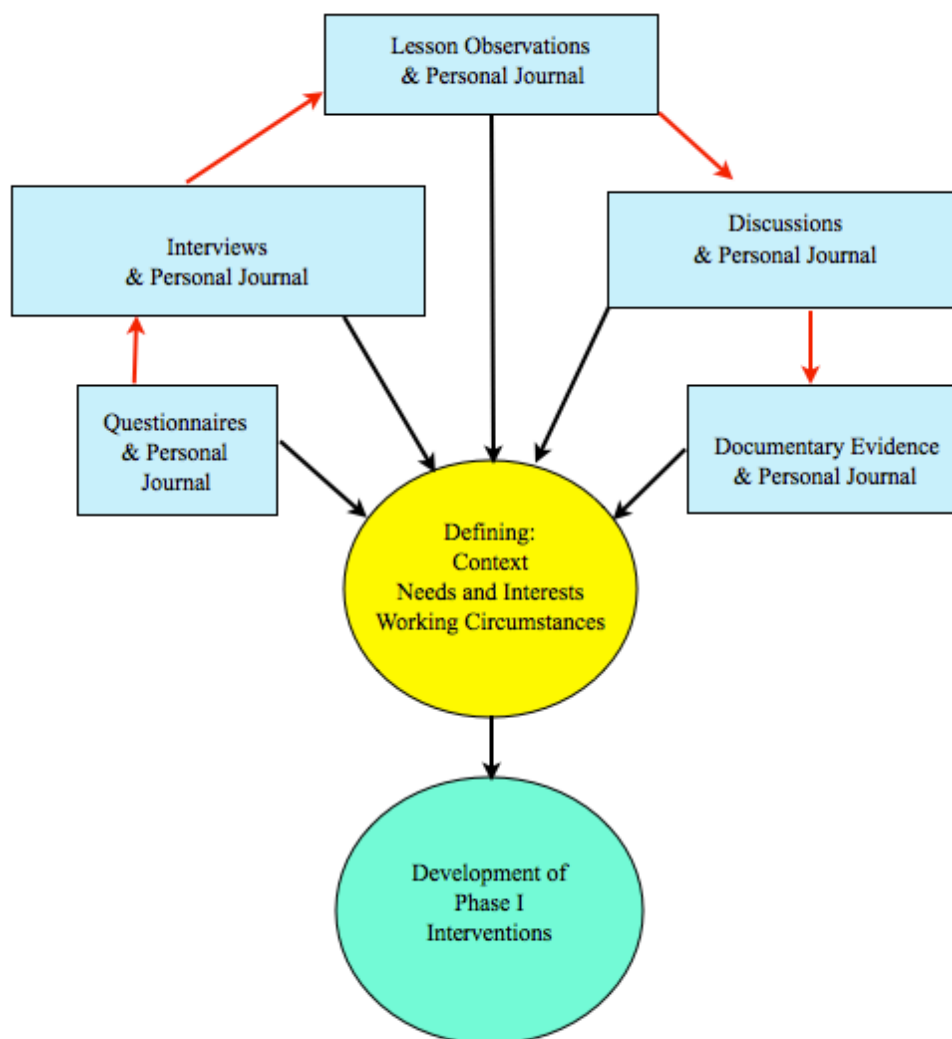 Lesson Observations
& Personal Journal
Interviews
& Personal Journal
Discussions
& Personal Journal
Questionnaires
& Personal
Journal
Documentary Evidence
& Personal Journal
Defining:
Context
Needs and Interests
Working Circumstances
Development of
Phase I
Interventions